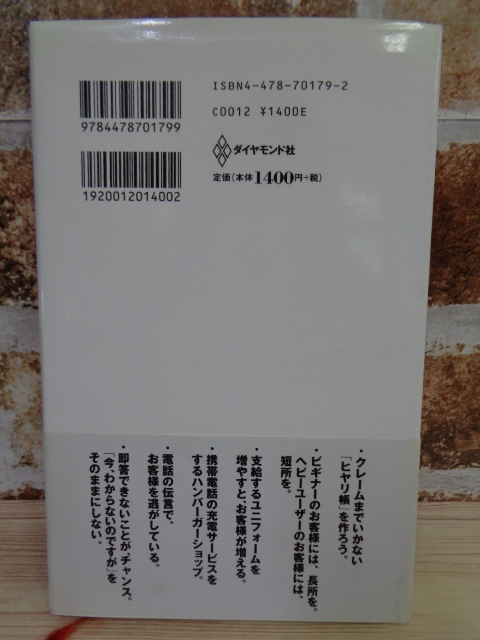 ISBN4-478-70179-2
C0012 ¥1400E
9784478701799
ダイヤモンド社
定価(本体1400円+税)
1920012014002
・クレームまでいかない
「ヒヤリ帳」を作ろう。
・ビギナーのお客様には、長所を。
ヘビーユーザーのお客様には、
短所を。
・支給するユニフォームを
増やすと、お客様が増える。
・携帯電話の充電サービスを
するハンバーガーショップ。
・電話の伝言で、
お客様を逃がしている。
・即答できないことが、チャンス。
「今、わからないのですが」を
そのままにしない。